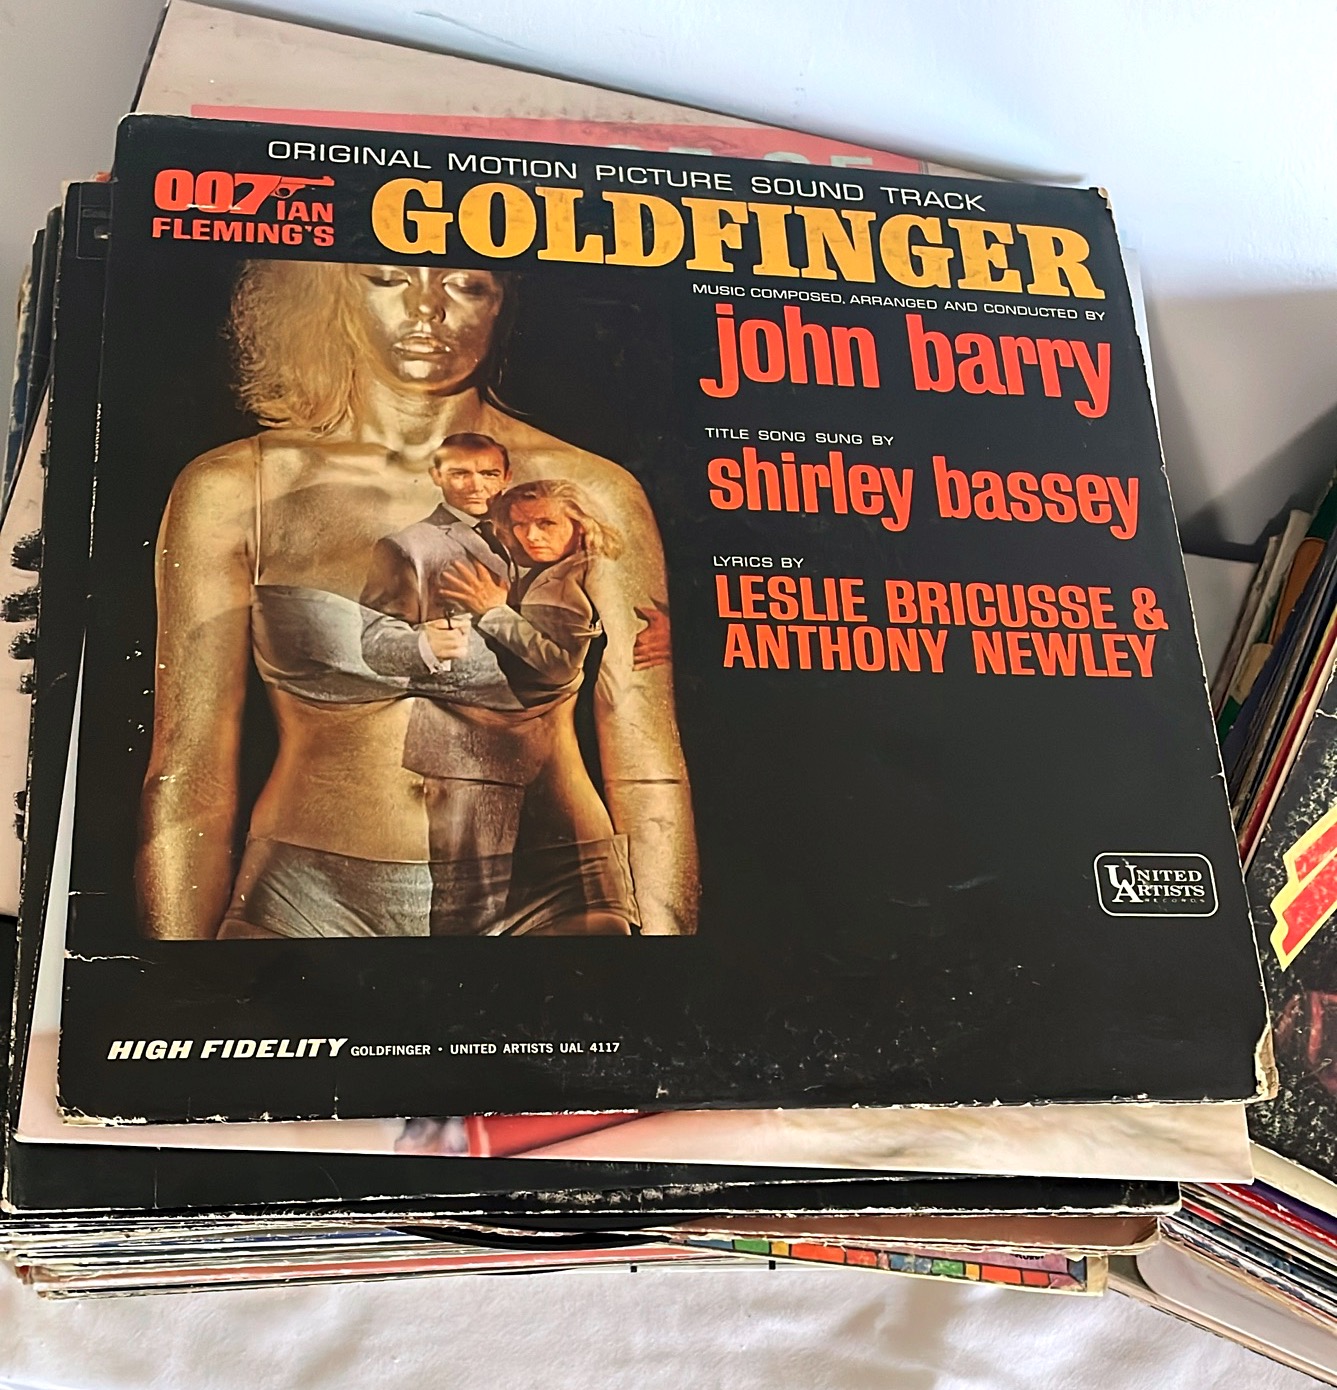 ORIGINAL MOTION PICTURE SOUND TRACK
007
IAN
FLEMING'S
GOLDFINGER
MUSIC COMPOSED, ARRANGED AND CONDUCTED BY
john barry
TITLE SONG SUNG BY
shirley bassey
LYRICS BY
LESLIE BRICUSSE &
ANTHONY NEWLEY
UNITED
ARTISTS
RECORDS
HIGH FIDELITY GOLDFINGER · UNITED ARTISTS UAL 4117